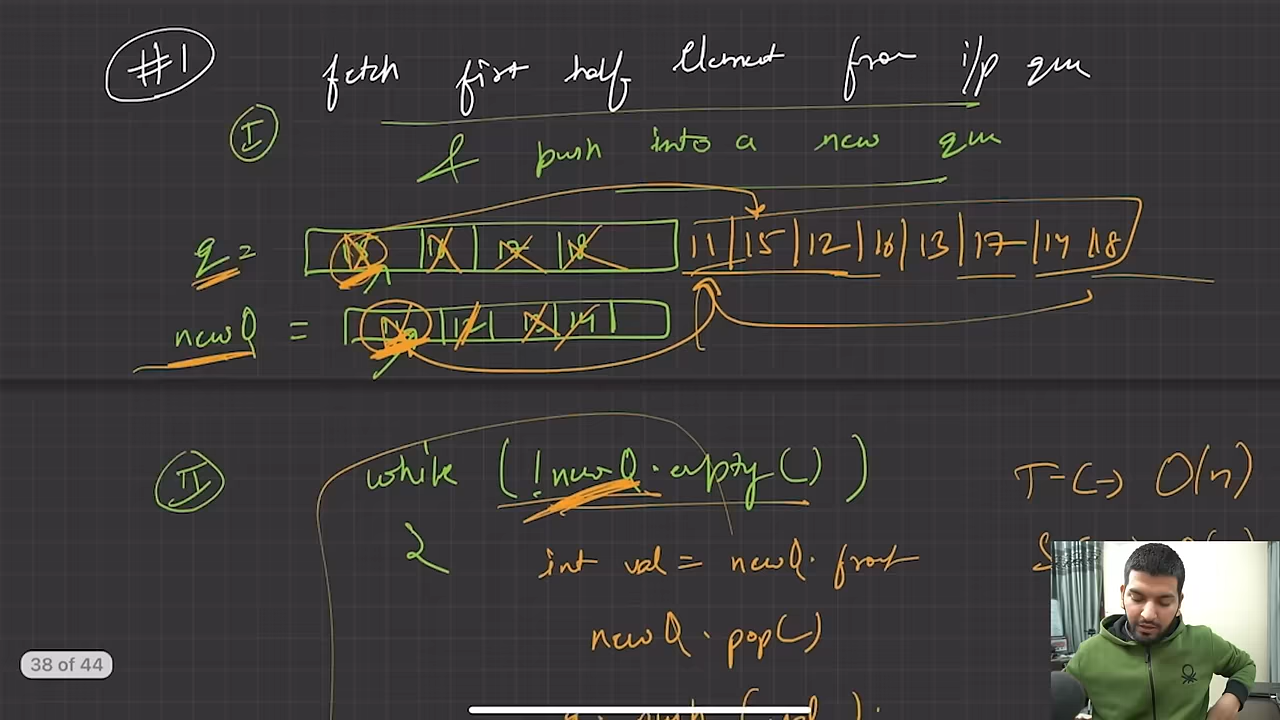 #1 fetch first half element from i/p que
I
& push into a new que
q = 11 | 15 | 12 | 16 | 13 | 17 | 14 18
newQ =
II while ( ! newQ . empty ( ) ) T-C-> O(n)
{ int val = newQ . front
newQ . pop ( )
38 of 44